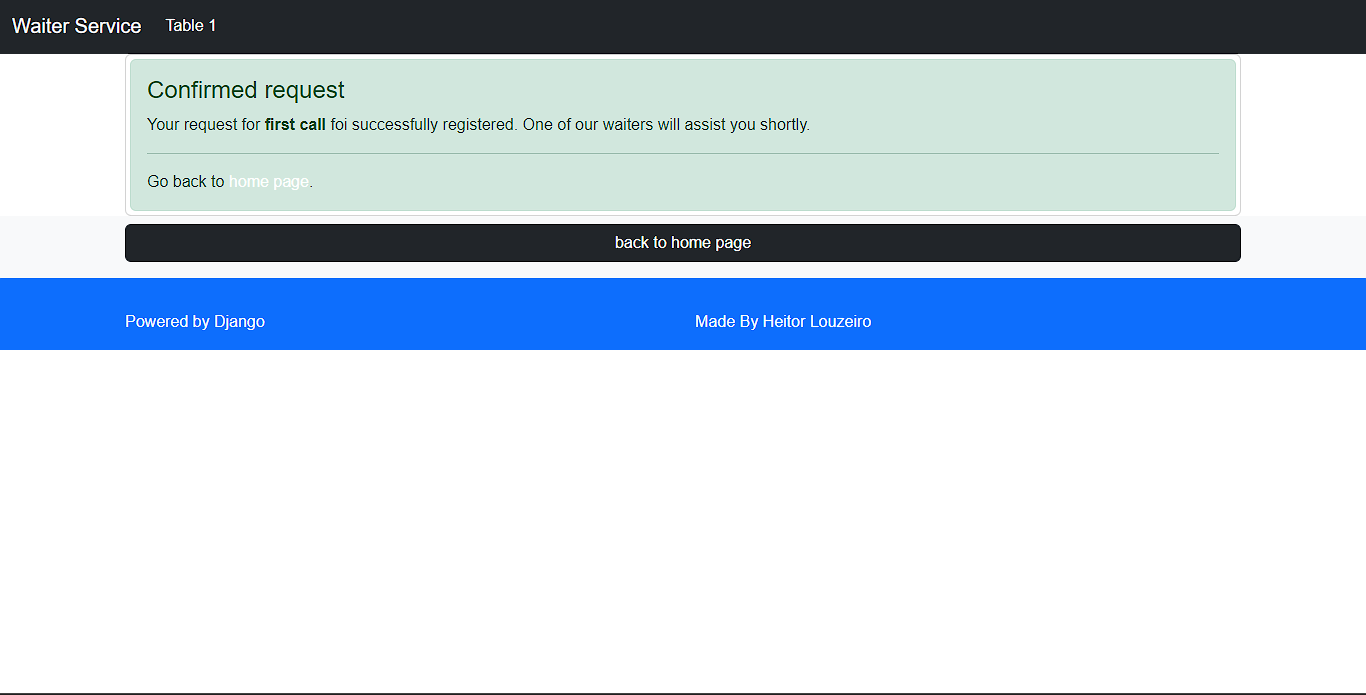 Waiter Service Table 1
Confirmed request
Your request for first call foi successfully registered. One of our waiters will assist you shortly.
Go back to home page.
back to home page
Powered by Django
Made By Heitor Louzeiro